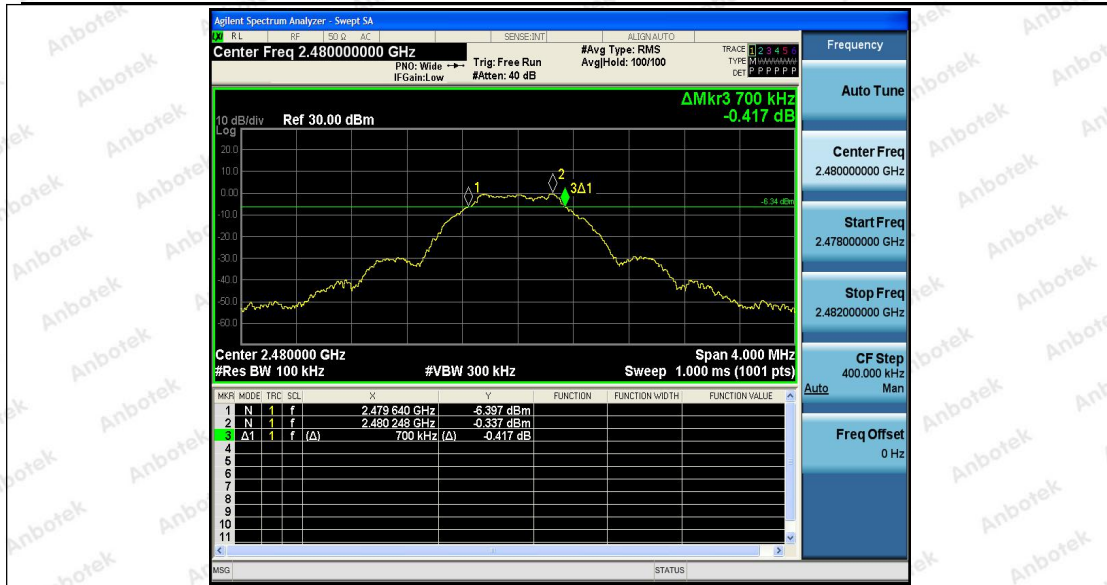 Agilent Spectrum Analyzer - Swept SA
RL RF 50 Ω AC SENSE:INT ALIGNAUTO
Center Freq 2.480000000 GHz
PNO: Wide
IFGain:Low
Trig: Free Run
#Atten: 40 dB
#Avg Type: RMS
Avg|Hold: 100/100
TRACE 1 2 3 4 5 6
TYPE M
DET P P P P P P
ΔMkr3 700 kHz
-0.417 dB
10 dB/div Ref 30.00 dBm
Log
20.0
10.0
0.00
-10.0
-20.0
-30.0
-40.0
-50.0
-60.0
1
2
3Δ1
-6.34 dBm
Center 2.480000 GHz Span 4.000 MHz
#Res BW 100 kHz #VBW 300 kHz Sweep 1.000 ms (1001 pts)
MKR MODE TRC SCL X Y FUNCTION FUNCTION WIDTH FUNCTION VALUE
1 N 1 f 2.479 640 GHz -6.397 dBm
2 N 1 f 2.480 248 GHz -0.337 dBm
3 Δ1 1 f (Δ) 700 kHz (Δ) -0.417 dB
4
5
6
7
8
9
10
11
MSG STATUS
Frequency
Auto Tune
Center Freq
2.480000000 GHz
Start Freq
2.478000000 GHz
Stop Freq
2.482000000 GHz
CF Step
400.000 kHz
Auto Man
Freq Offset
0 Hz
Anbotek